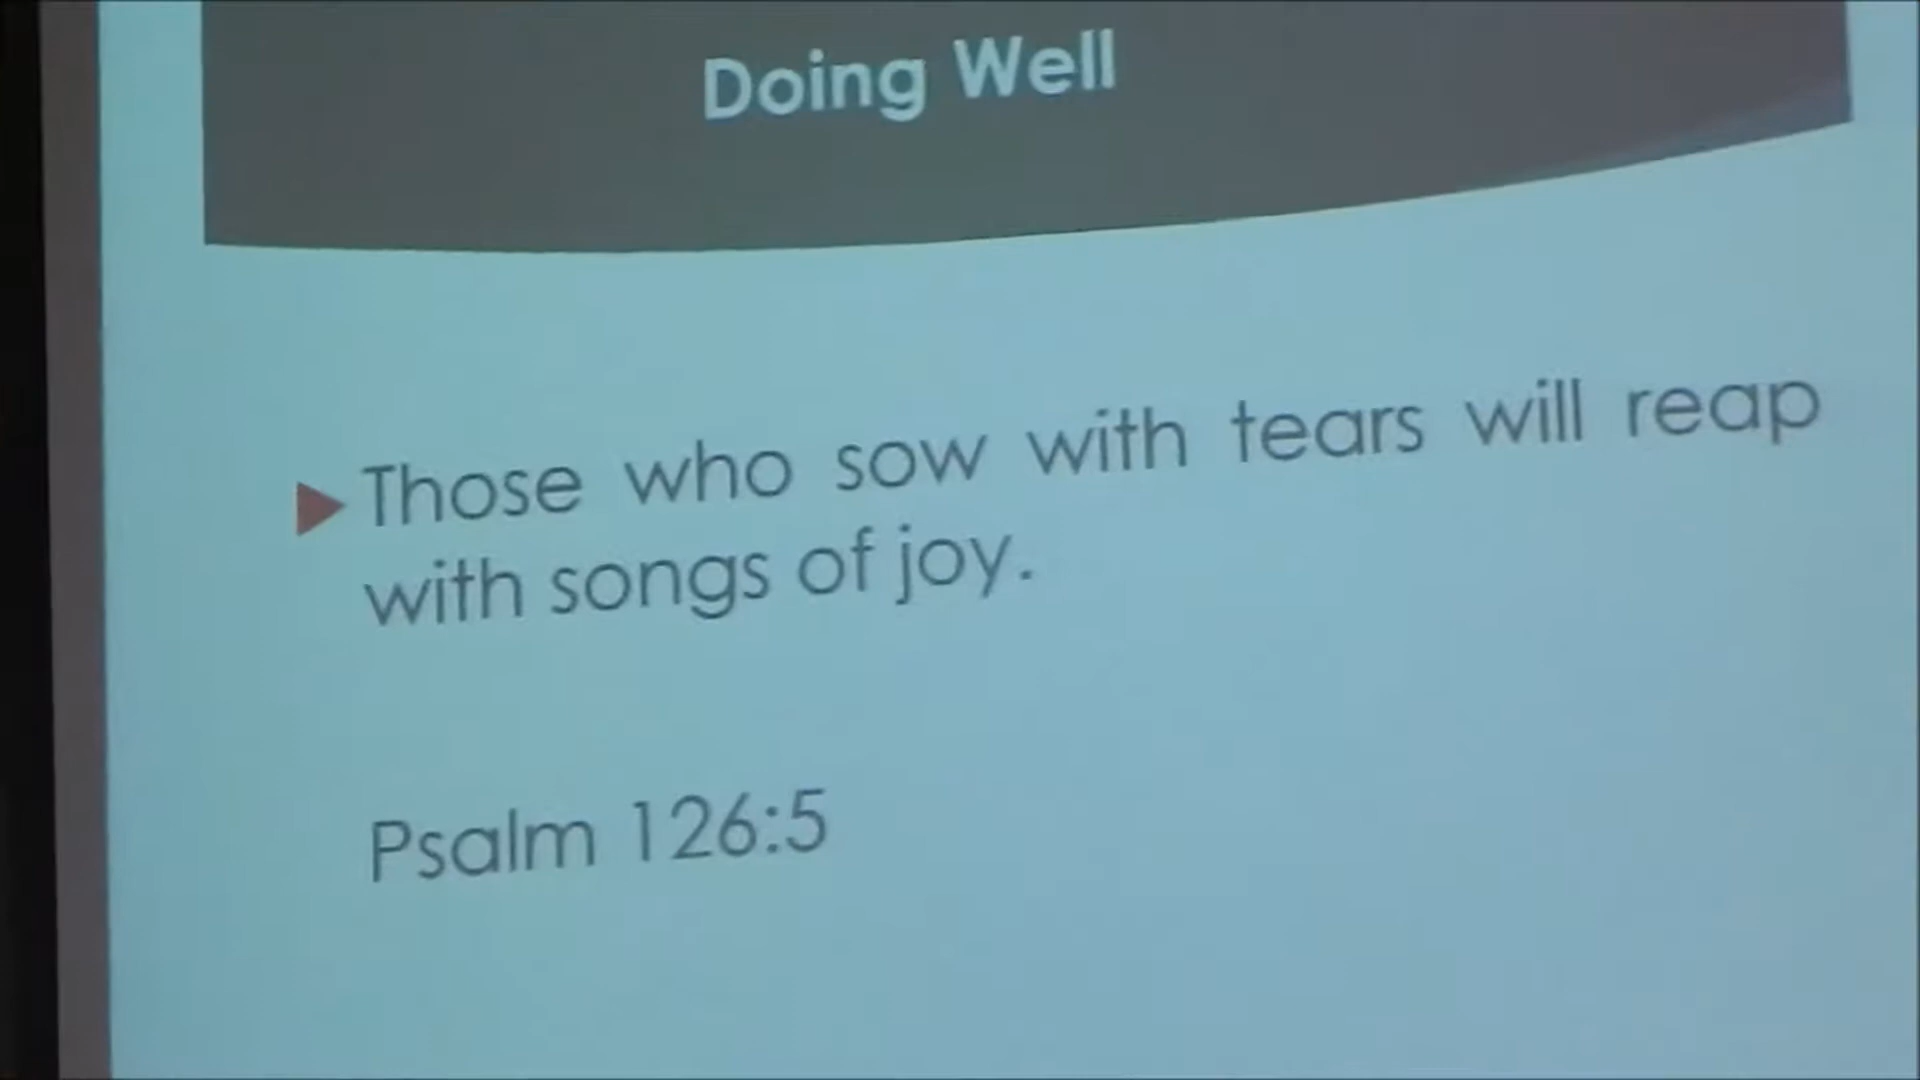 Doing Well
Those who sow with tears will reap
with songs of joy.
Psalm 126:5